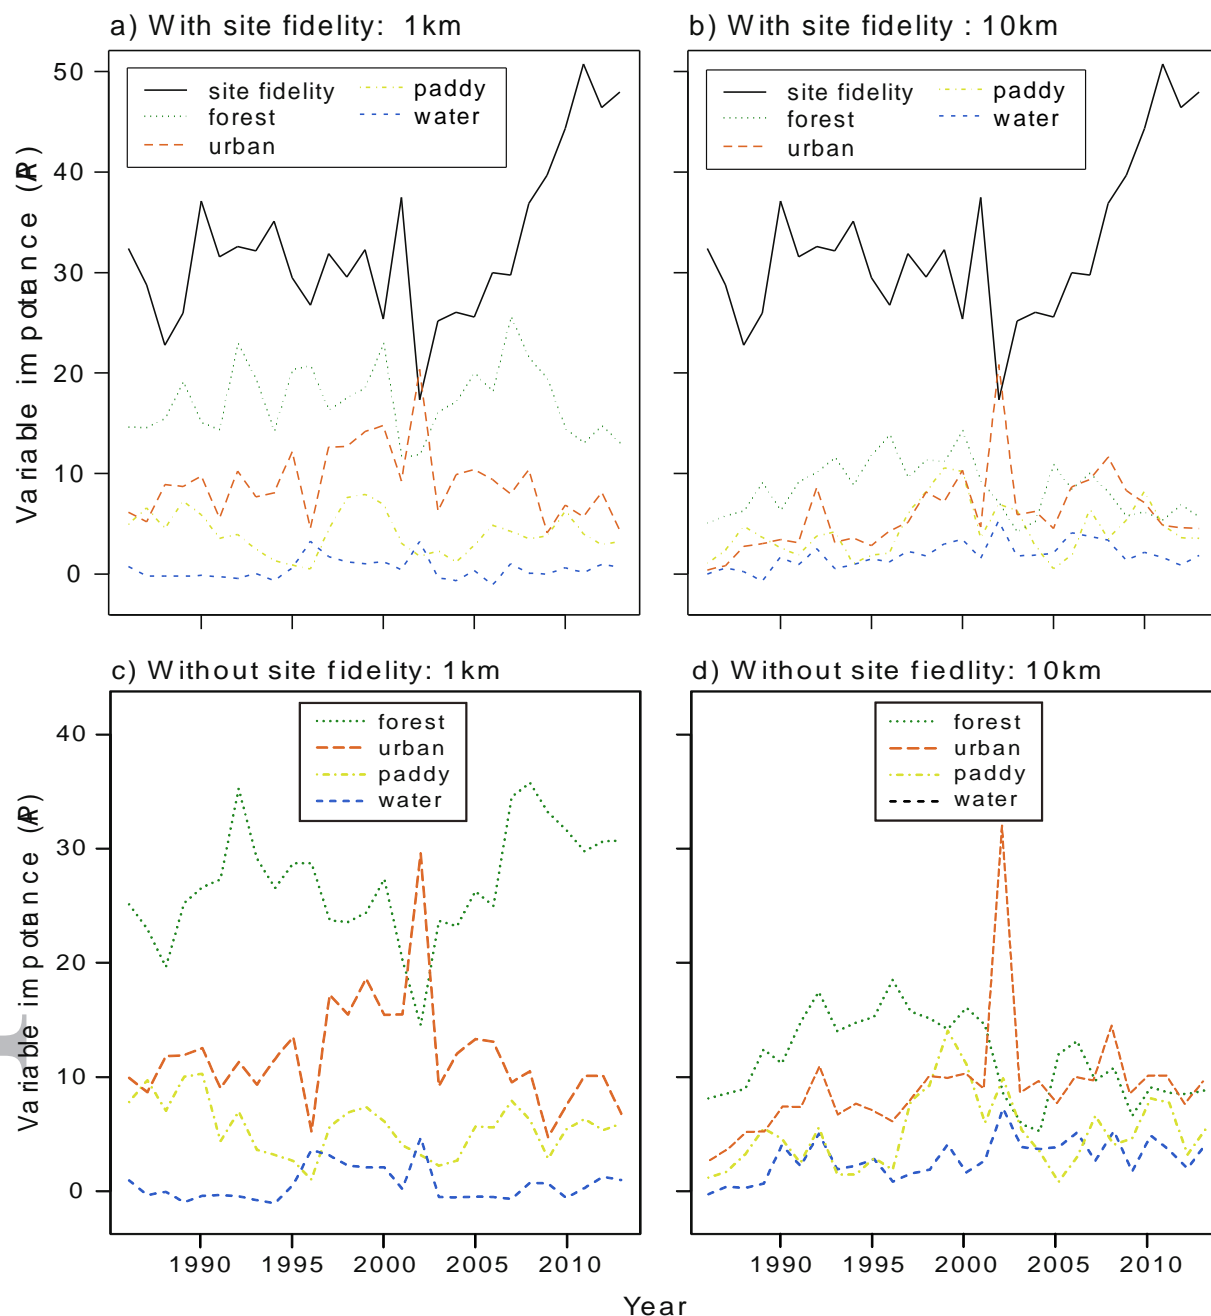 a) With site fidelity: 1km
b) With site fidelity : 10km
site fidelity
forest
urban
paddy
water
site fidelity
forest
urban
paddy
water
50
40
30
20
10
0
c) Without site fidelity: 1km
d) Without site fiedlity: 10km
forest
urban
paddy
water
forest
urban
paddy
water
40
30
20
10
0
1990 1995 2000 2005 2010
1990 1995 2000 2005 2010
Year
Variable
Variable